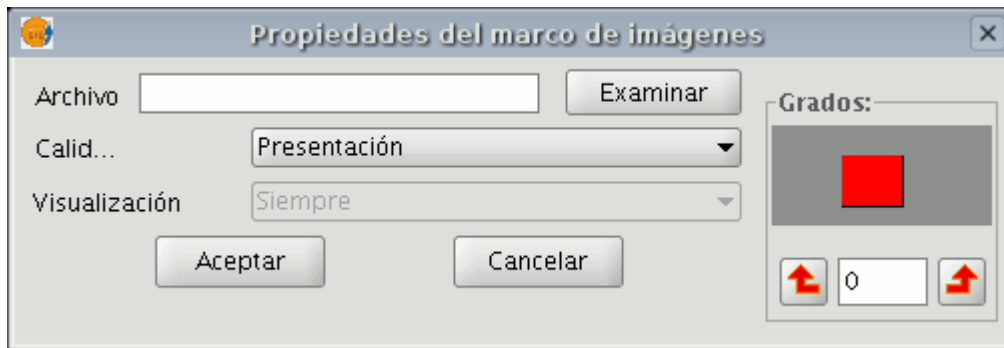 Propiedades del marco de imágenes
Archivo
Examinar
Calid...
Presentación
Visualización
Siempre
Aceptar
Cancelar
Grados:
0